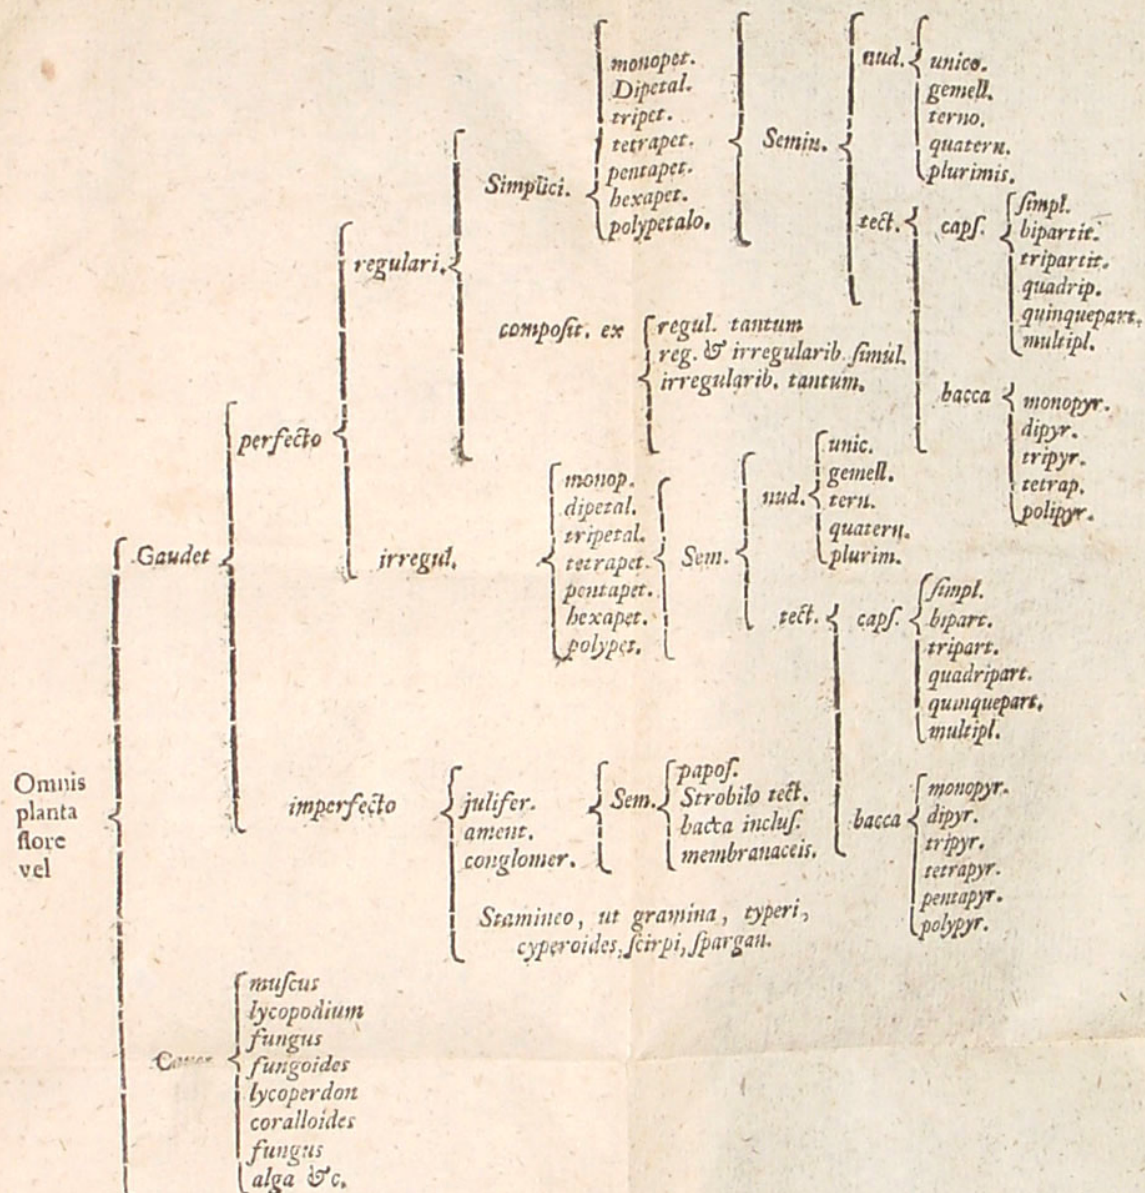 Omnis
planta
flore
vel
Gaudet
perfecto
regulari.
Simplici.
monopet.
Dipetal.
tripet.
tetrapet.
pentapet.
hexapet.
polypetalo.
Semin.
nud.
unico.
gemell.
terno.
quatern.
plurimis.
tect.
capſ.
ſimpl.
bipartit.
tripartit.
quadrip.
quinquepart.
multipl.
bacca
monopyr.
dipyr.
tripyr.
tetrap.
polipyr.
compoſit. ex
regul. tantum
reg. & irregularib. ſimul.
irregularib. tantum.
irregul.
monop.
dipetal.
tripetal.
tetrapet.
pentapet.
hexapet.
polypet.
Sem.
nud.
unic.
gemell.
tern.
quatern.
plurim.
tect.
capſ.
ſimpl.
bipart.
tripart.
quadripart.
quinquepart.
multipl.
bacca
monopyr.
dipyr.
tripyr.
tetrapyr.
pentapyr.
polypyr.
imperfecto
julifer.
ament.
conglomer.
Sem.
papoſ.
Strobilo tect.
bacca incluſ.
membranaceis.
Stamineo, ut gramina, typeri,
cyperoides, ſcirpi, ſpargan.
muſcus
lycopodium
fungus
fungoides
lycoperdon
coralloides
fungus
alga &c.